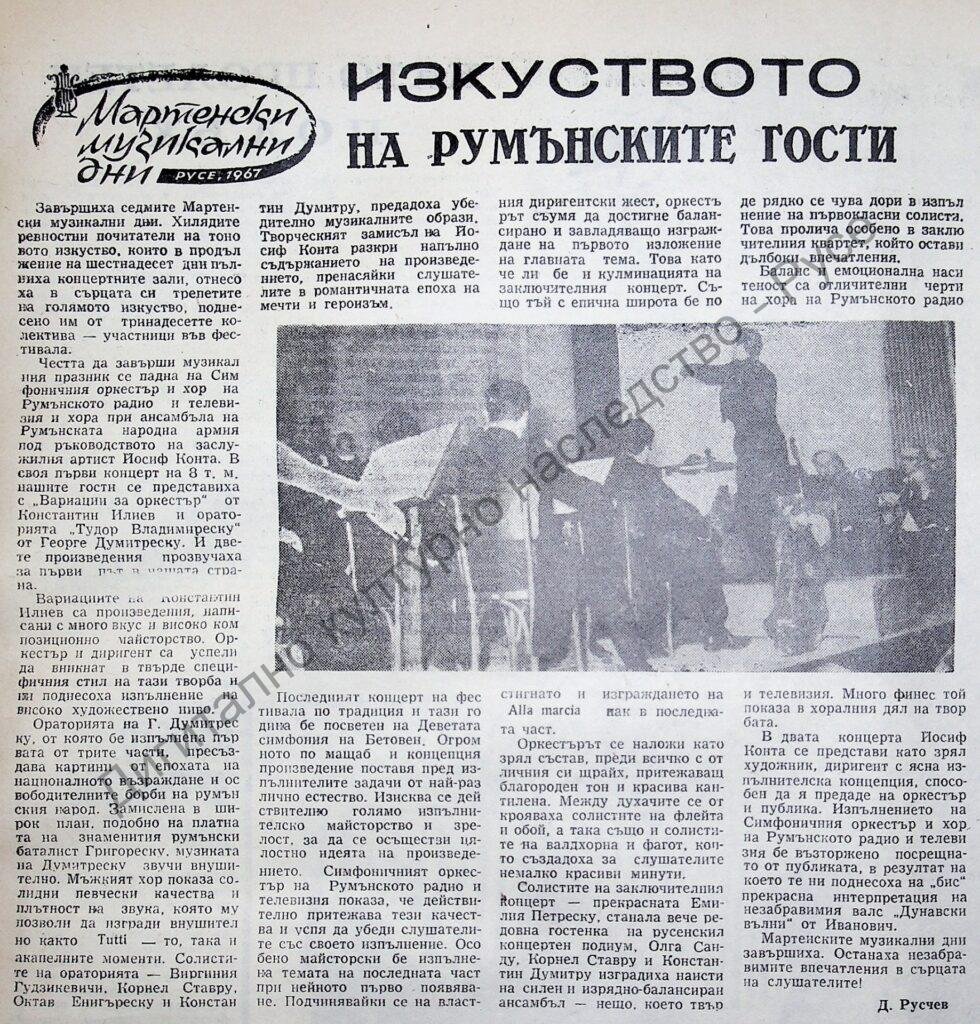 Мартенски
музикални
дни
РУСЕ, 1967
ИЗКУСТВОТО
НА РУМЪНСКИТЕ ГОСТИ
Завършиха седмите Мартен-
ски музикални дни. Хилядите
ревностни почитатели на тоно
вото изкуство, които в продъл
жение на шестнадесет дни пъл-
ниха концертните зали, отнесо
ха в сърцата си трепетите
на голямото изкуство, подне-
сено им от тринадесетте ко-
лектива — участници във фес-
тивала.
Честта да завърши музикал
ния празник се падна на Сим
фоничния оркестър и хор на
Румънското радио и телеви-
зия и хора при ансамбъла на
Румънската народна армия
под ръководството на заслу-
жилия артист Йосиф Конта. В
своя първи концерт на 8 т. м.
нашите гости се представиха
с „Вариации за оркестър" от
Константин Илиев и орато-
рията „Тудор Владимиреску"
от Георге Думитреску. И две-
те произведения прозвучаха
за първи път в нашата стра-
на.
Вариациите на Константин
Илиев са произведения, напи-
сани с много вкус и високо ком
позиционно майсторство. Ор-
кестър и диригент са успели
да вникнат в твърде специ-
фичния стил на тази творба и
ни поднесоха изпълнение на
високо художествено ниво.
Ораторията на Г. Думитрес
ку, от която бе изпълнена пър
вата от трите части, пресъз-
дава картини от епохата на
националното възраждане и ос
вободителните борби на румън
ския народ. Замислена в ши-
рок план, подобно на платна
та на знаменития румънски
баталист Григореску, музиката
на Думитреску звучи внуши-
телно. Мъжкият хор показа со-
лидни певчески качества и
плътност на звука, която му
позволи да изгради внушител
но както Tutti — то, така и
акапелните моменти. Солисти-
те на ораторията — Виргиния
Гудзикевичи, Корнел Ставру,
Октав Енигъреску и Констан
тин Думитру, предадоха убе-
дително музикалните образи.
Творческият замисъл на Йо-
сиф Конта разкри напълно
съдържанието на произведе-
нието, пренасяйки слушате-
лите в романтичната епоха на
мечти и героизъм.
Последният концерт на фес
тивала по традиция и тази го
дина бе посветен на Деветата
симфония на Бетовен. Огром
ното по мащаб и концепция
произведение поставя пред из-
пълнителите задачи от най-раз
лично естество. Изисква се дей
ствително голямо изпълни-
телско майсторство и зре-
лост, за да се осъществи зя-
лостно идеята на произведе-
нието. Симфоничният оркес-
тър на Румънското радио и
телевизия показа, че действи-
телно притежава тези качест-
ва и успя да убеди слушатели-
те със своето изпълнение. Осо
бено майсторски бе изпълне-
на темата на последната част
при нейното първо появява-
не. Подчинявайки се на власт-
ния диригентски жест, оркестъ
рът съумя да достигне балан-
сирано и завладяващо изграж-
дане на първото изложение
на главната тема. Това като
че ли бе и кулминацията на
заключителния концерт. Съ-
що тъй с епична широта бе по
стигнато и изграждането на
Alla marcia пак в последна-
та част.
Оркестърът се наложи като
зрял състав, преди всичко с от-
личния си щрайх, притежаващ
благороден тон и красива кан-
тилена. Между духачите се от
крояваха солистите на флейта
и обой, а така също и солисти-
те на валдхорна и фагот, кои-
то създадоха за слушателите
немалко красиви минути.
Солистите на заключителния
концерт — прекрасната Еми-
лия Петреску, станала вече ре-
довна гостенка на русенския
концертен подиум, Олга Сан-
ду, Корнел Ставру и Констан-
тин Думитру изградиха наисти
на силен и изрядно-балансиран
ансамбъл — нещо, което твър
де рядко се чува дори в изпъл
нение на първокласни солисти.
Това пролича особено в заклю
чителния квартет, който остави
дълбоки впечатления.
Баланс и емоционална наси
теност са отличителни черти
на хора на Румънското радио
и телевизия. Много финес той
показа в хоралния дял на твор
бата.
В двата концерта Йосиф
Конта се представи като зрял
художник, диригент с ясна из-
пълнителска концепция, способ-
бен да я предаде на оркестър
и публика. Изпълнението на
Симфоничния оркестър и хор
на Румънското радио и телеви
зия бе възторжено посрещна-
то от публиката, в резултат на
което те ни поднесоха на „бис"
прекрасна интерпретация на
незабравимия валс „Дунавски
вълни" от Иванович.
Мартенските музикални дни
завършиха. Останаха незабра-
вимите впечатления в сърцата
на слушателите!
Д. Русчев
Дигитално културно наследство - Русе